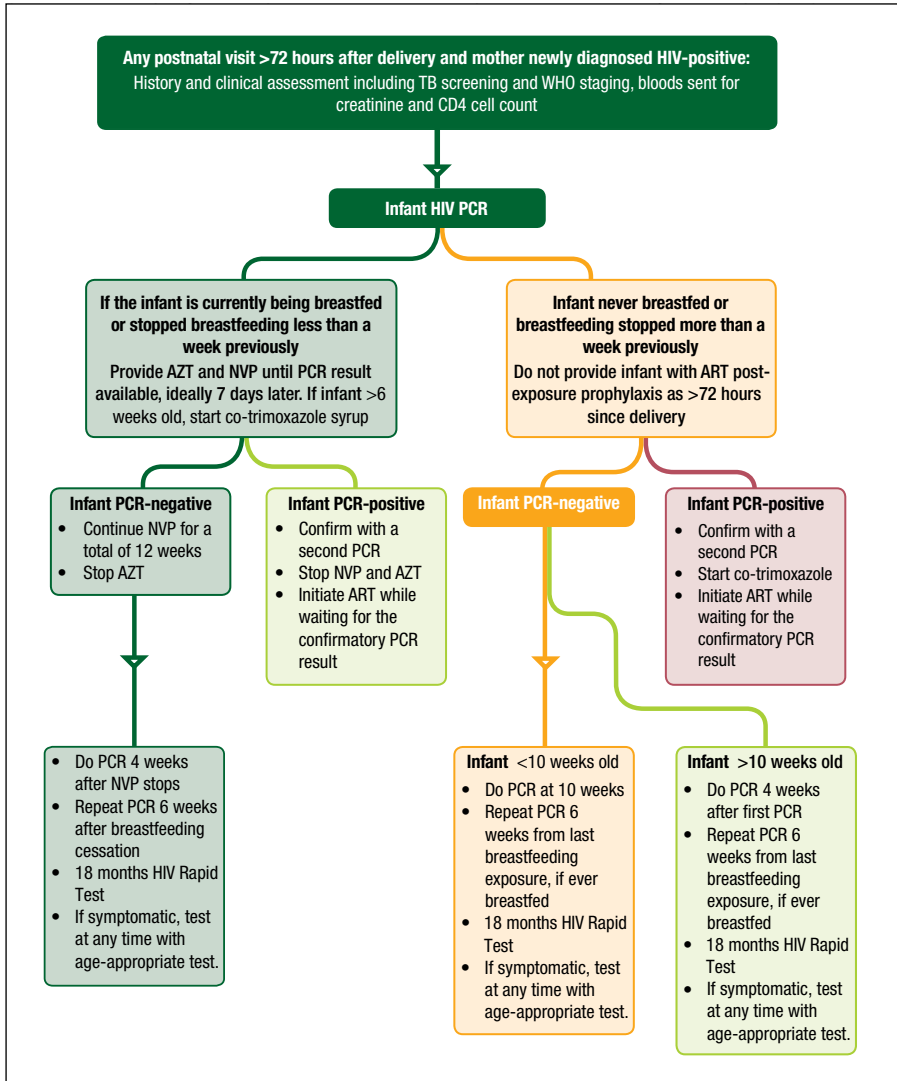 Any postnatal visit >72 hours after delivery and mother newly diagnosed HIV-positive:
History and clinical assessment including TB screening and WHO staging, bloods sent for
creatinine and CD4 cell count
Infant HIV PCR
If the infant is currently being breastfed
or stopped breastfeeding less than a
week previously
Provide AZT and NVP until PCR result
available, ideally 7 days later. If infant >6
weeks old, start co-trimoxazole syrup
Infant never breastfed or
breastfeeding stopped more than a
week previously
Do not provide infant with ART post-
exposure prophylaxis as >72 hours
since delivery
Infant PCR-negative
• Continue NVP for a
total of 12 weeks
• Stop AZT
Infant PCR-positive
• Confirm with a
second PCR
• Stop NVP and AZT
• Initiate ART while
waiting for the
confirmatory PCR
result
Infant PCR-negative
Infant PCR-positive
• Confirm with a
second PCR
• Start co-trimoxazole
• Initiate ART while
waiting for the
confirmatory PCR
result
• Do PCR 4 weeks
after NVP stops
• Repeat PCR 6 weeks
after breastfeeding
cessation
• 18 months HIV Rapid
Test
• If symptomatic, test
at any time with
age-appropriate test.
Infant <10 weeks old
• Do PCR at 10 weeks
• Repeat PCR 6
weeks from last
breastfeeding
exposure, if ever
breastfed
• 18 months HIV Rapid
Test
• If symptomatic, test
at any time with
age-appropriate test.
Infant >10 weeks old
• Do PCR 4 weeks
after first PCR
• Repeat PCR 6
weeks from last
breastfeeding
exposure, if ever
breastfed
• 18 months HIV Rapid
Test
• If symptomatic, test
at any time with
age-appropriate test.